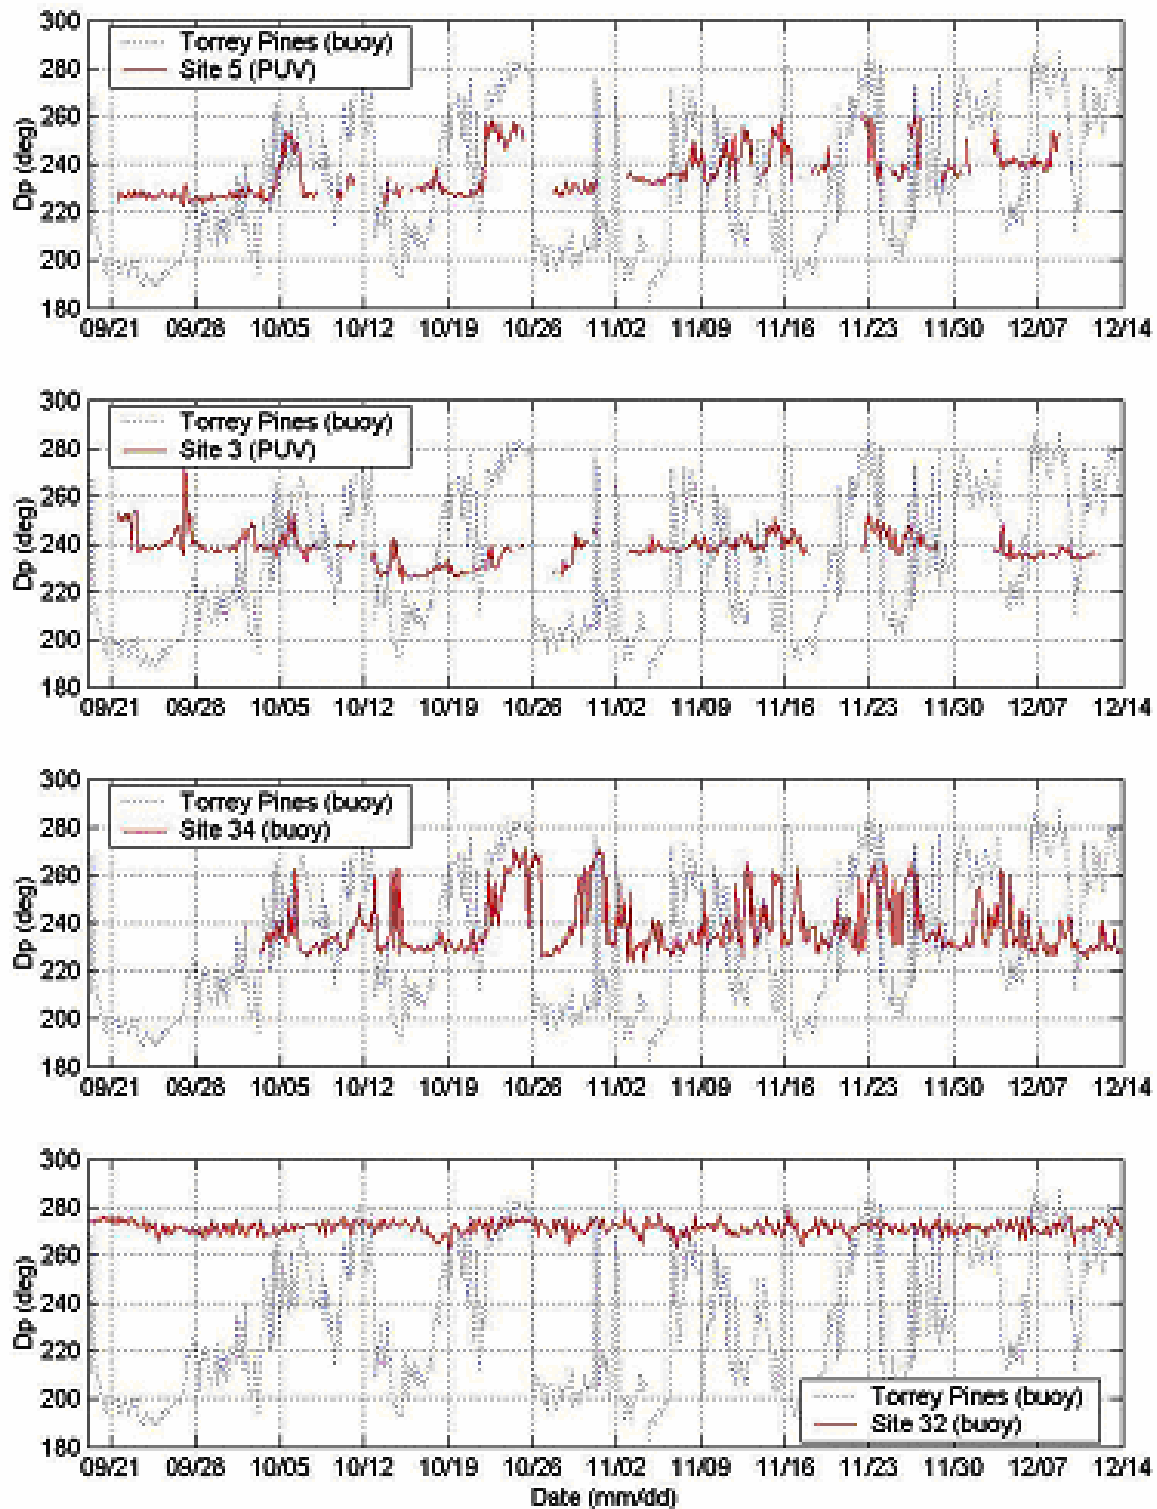 300
280
260
240
220
200
180
Dp (deg)
Torrey Pines (buoy)
Site 5 (PUV)
09/21 09/28 10/05 10/12 10/19 10/26 11/02 11/09 11/16 11/23 11/30 12/07 12/14
300
280
260
240
220
200
180
Dp (deg)
Torrey Pines (buoy)
Site 3 (PUV)
09/21 09/28 10/05 10/12 10/19 10/26 11/02 11/09 11/16 11/23 11/30 12/07 12/14
300
280
260
240
220
200
180
Dp (deg)
Torrey Pines (buoy)
Site 34 (buoy)
09/21 09/28 10/05 10/12 10/19 10/26 11/02 11/09 11/16 11/23 11/30 12/07 12/14
300
280
260
240
220
200
180
Dp (deg)
Torrey Pines (buoy)
Site 32 (buoy)
09/21 09/28 10/05 10/12 10/19 10/26 11/02 11/09 11/16 11/23 11/30 12/07 12/14
Date (mm/dd)